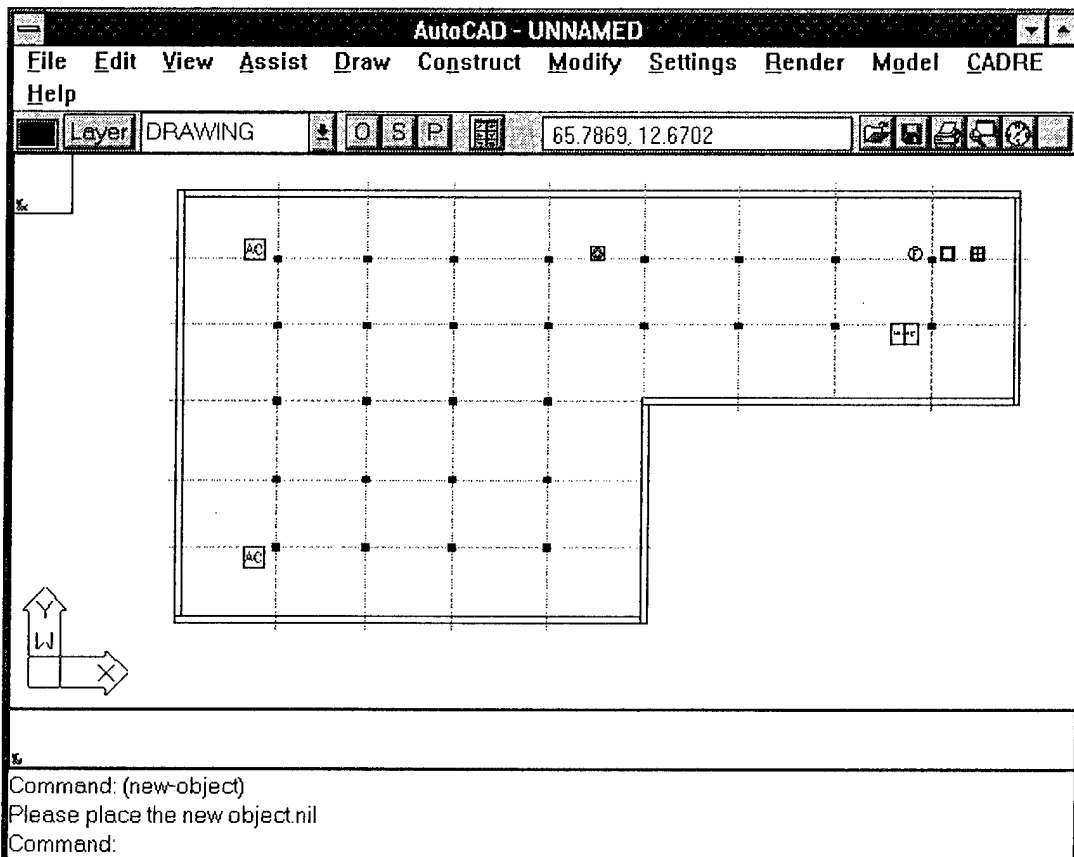 AutoCAD - UNNAMED
File Edit View Assist Draw Construct Modify Settings Render Model CADRE
Help
Layer DRAWING O S P 65.7869, 12.6702
AC
F
AC
Y
W
X
Command: (new-object)
Please place the new object.nil
Command: